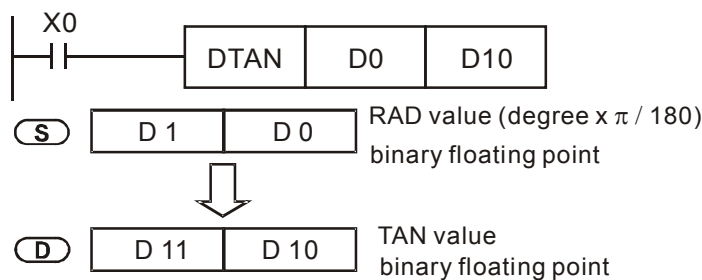 X0
DTAN D0 D10
S D 1 D 0 RAD value (degree x π / 180)
binary floating point
D D 11 D 10 TAN value
binary floating point